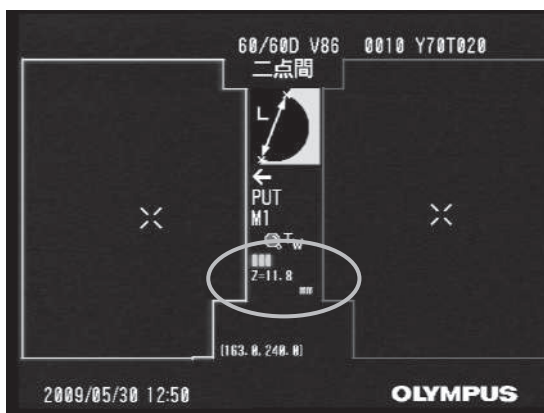 60/60D V86 0010 Y70T020
二点間
L
PUT
M1
Tw
Z=11.8
mm
(163.0,240.0)
2009/05/30 12:50
OLYMPUS